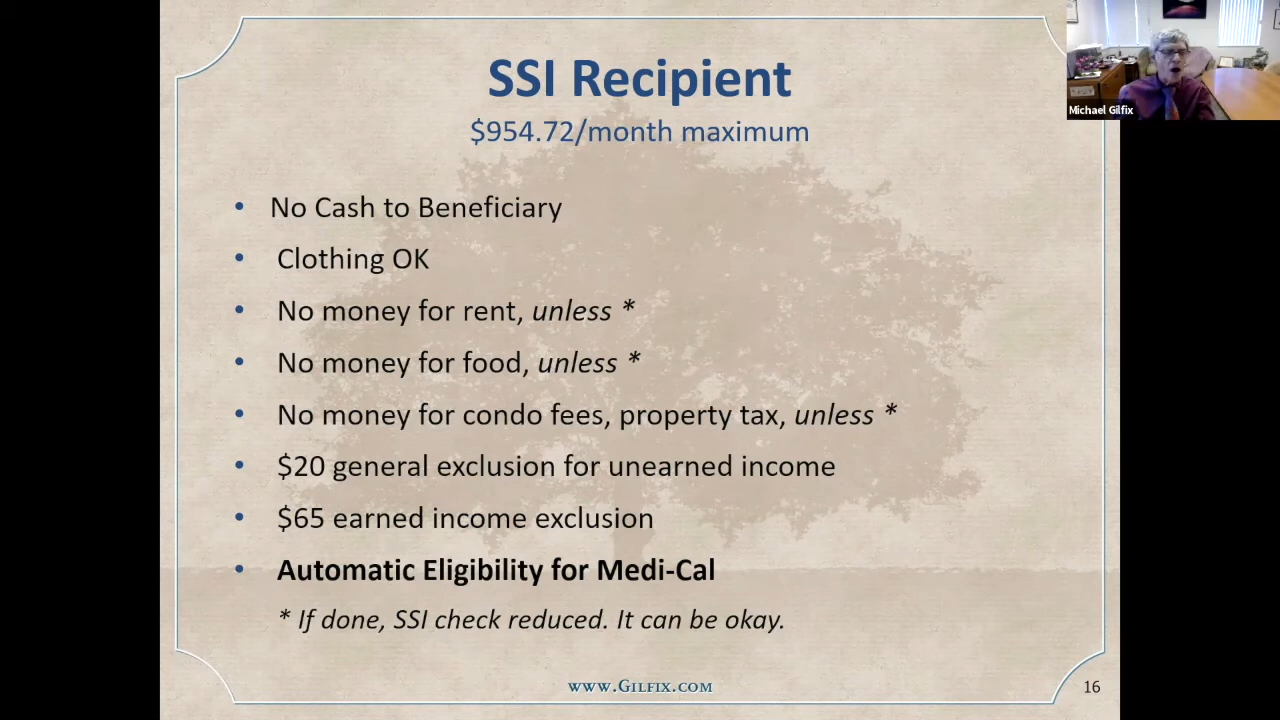 SSI Recipient
$954.72/month maximum
Michael Gilfix
• No Cash to Beneficiary
• Clothing OK
• No money for rent, unless *
• No money for food, unless *
• No money for condo fees, property tax, unless *
• $20 general exclusion for unearned income
• $65 earned income exclusion
• Automatic Eligibility for Medi-Cal
* If done, SSI check reduced. It can be okay.
www.Gilfix.com
16